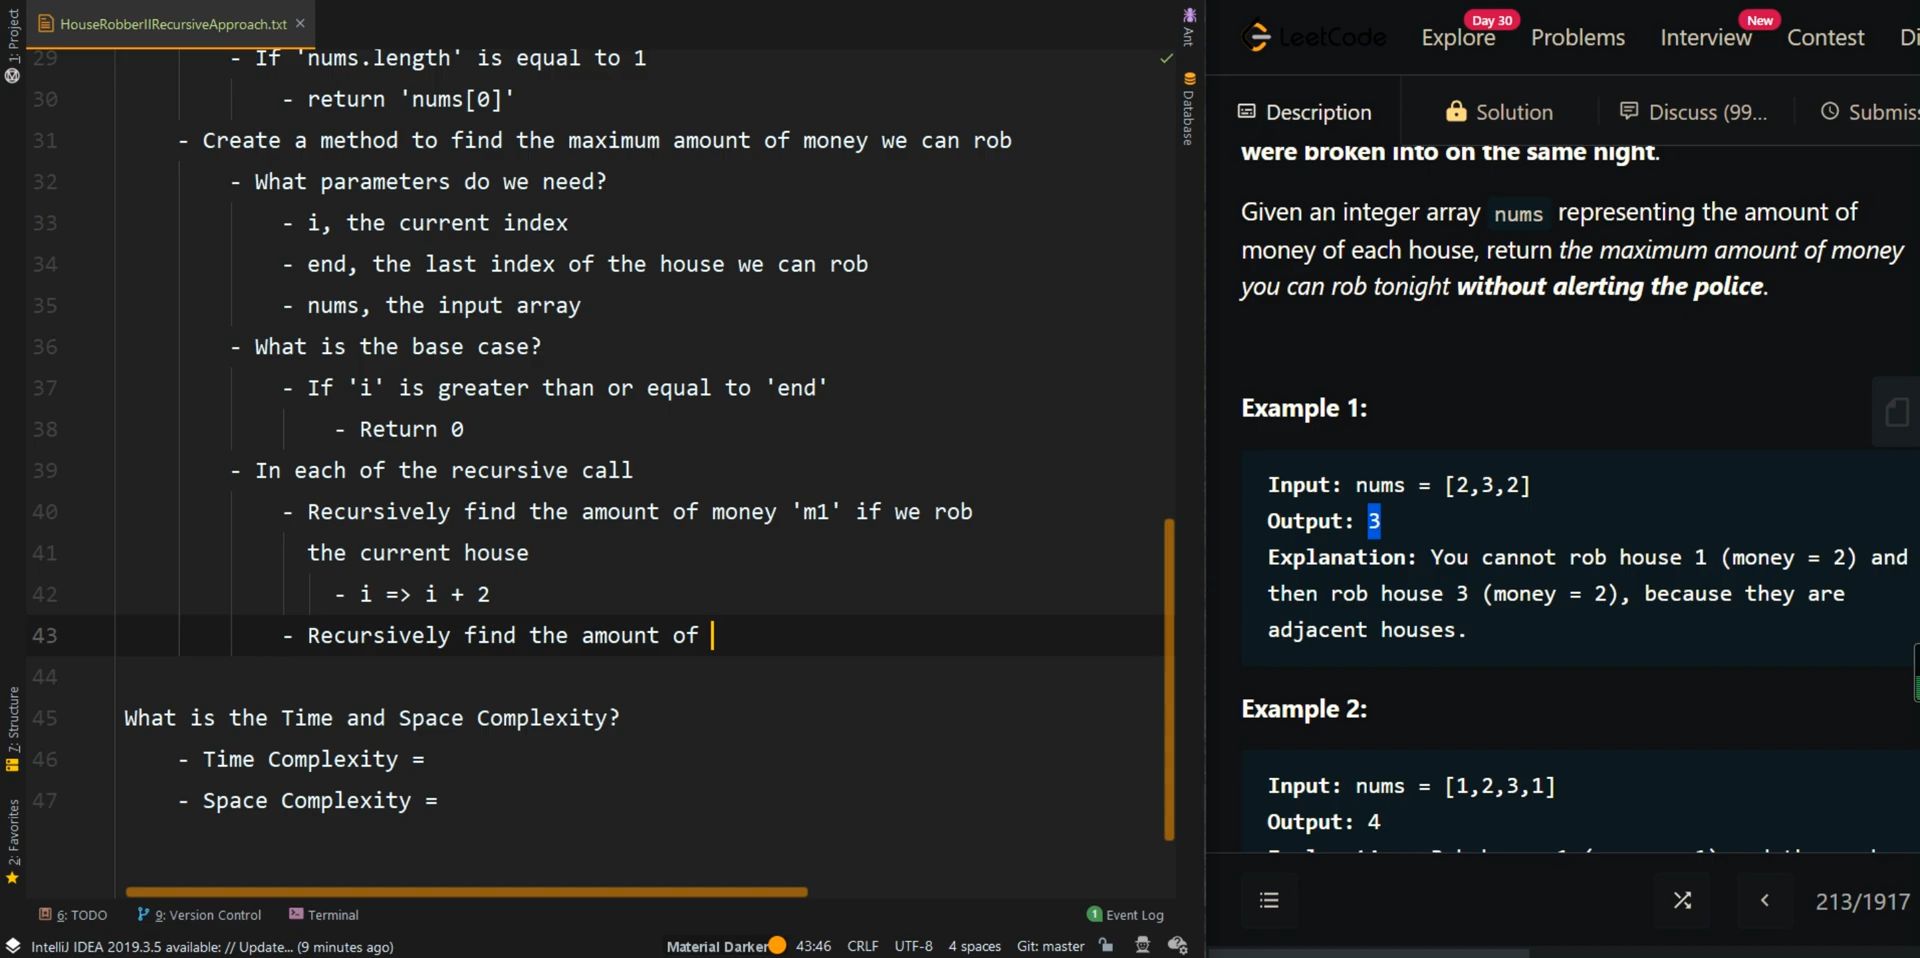 1: Project
HouseRobberIIRecursiveApproach.txt
Ant
Database
29 - If 'nums.length' is equal to 1
30 - return 'nums[0]'
31 - Create a method to find the maximum amount of money we can rob
32 - What parameters do we need?
33 - i, the current index
34 - end, the last index of the house we can rob
35 - nums, the input array
36 - What is the base case?
37 - If 'i' is greater than or equal to 'end'
38 - Return 0
39 - In each of the recursive call
40 - Recursively find the amount of money 'm1' if we rob
41 the current house
42 - i => i + 2
43 - Recursively find the amount of
44
45 What is the Time and Space Complexity?
46 - Time Complexity =
47 - Space Complexity =
7: Structure
2: Favorites
6: TODO 9: Version Control Terminal 1 Event Log
IntelliJ IDEA 2019.3.5 available: // Update... (9 minutes ago) Material Darker 43:46 CRLF UTF-8 4 spaces Git: master
Day 30 New
LeetCode Explore Problems Interview Contest Di
Description Solution Discuss (99... Submiss
were broken into on the same night.
Given an integer array nums representing the amount of
money of each house, return the maximum amount of money
you can rob tonight without alerting the police.
Example 1:
Input: nums = [2,3,2]
Output: 3
Explanation: You cannot rob house 1 (money = 2) and
then rob house 3 (money = 2), because they are
adjacent houses.
Example 2:
Input: nums = [1,2,3,1]
Output: 4
213/1917